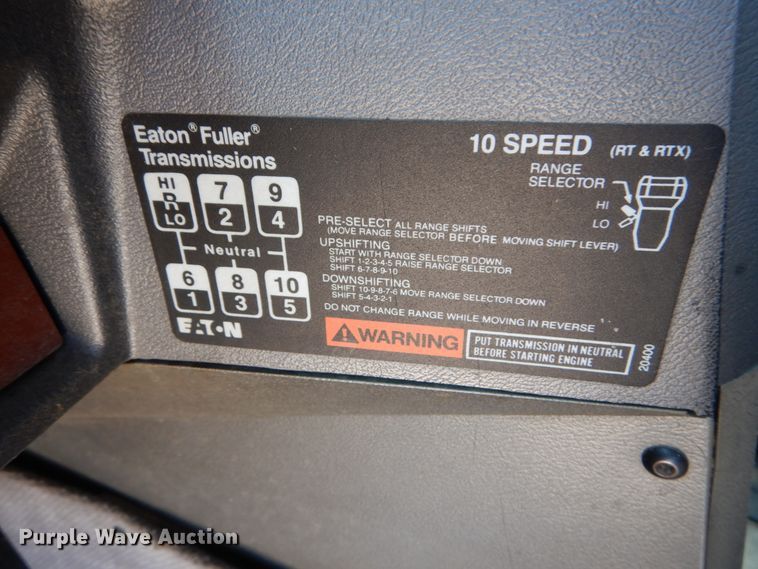 Eaton® Fuller®
Transmissions
10 SPEED (RT & RTX)
HI
R
LO
7
2
9
4
Neutral
6
1
8
3
10
5
EATON
RANGE
SELECTOR
HI
LO
PRE-SELECT ALL RANGE SHIFTS
(MOVE RANGE SELECTOR BEFORE MOVING SHIFT LEVER)
UPSHIFTING
START WITH RANGE SELECTOR DOWN
SHIFT 1-2-3-4-5 RAISE RANGE SELECTOR
SHIFT 6-7-8-9-10
DOWNSHIFTING
SHIFT 10-9-8-7-6 MOVE RANGE SELECTOR DOWN
SHIFT 5-4-3-2-1
DO NOT CHANGE RANGE WHILE MOVING IN REVERSE
WARNING
PUT TRANSMISSION IN NEUTRAL
BEFORE STARTING ENGINE
20400
Purple Wave Auction